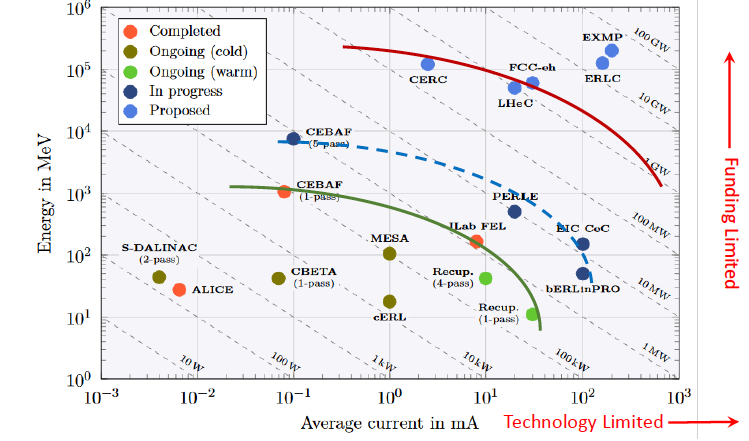 10^6
10^5
10^4
10^3
10^2
10^1
10^0
Energy in MeV
Completed
Ongoing (cold)
Ongoing (warm)
In progress
Proposed
100 GW
10 GW
1 GW
100 MW
10 MW
1 MW
100 kW
10 kW
1 kW
100 W
10 W
EXMP
ERLC
FCC-eh
CERC
LHeC
CEBAF
(5-pass)
CEBAF
(1-pass)
PERLE
JLab FEL
EIC CoC
MESA
S-DALINAC
(2-pass)
ALICE
CBETA
(1-pass)
Recup.
(4-pass)
bERLinPRO
cERL
Recup.
(1-pass)
10^−3
10^−2
10^−1
10^0
10^1
10^2
10^3
Average current in mA
Technology Limited
Funding Limited